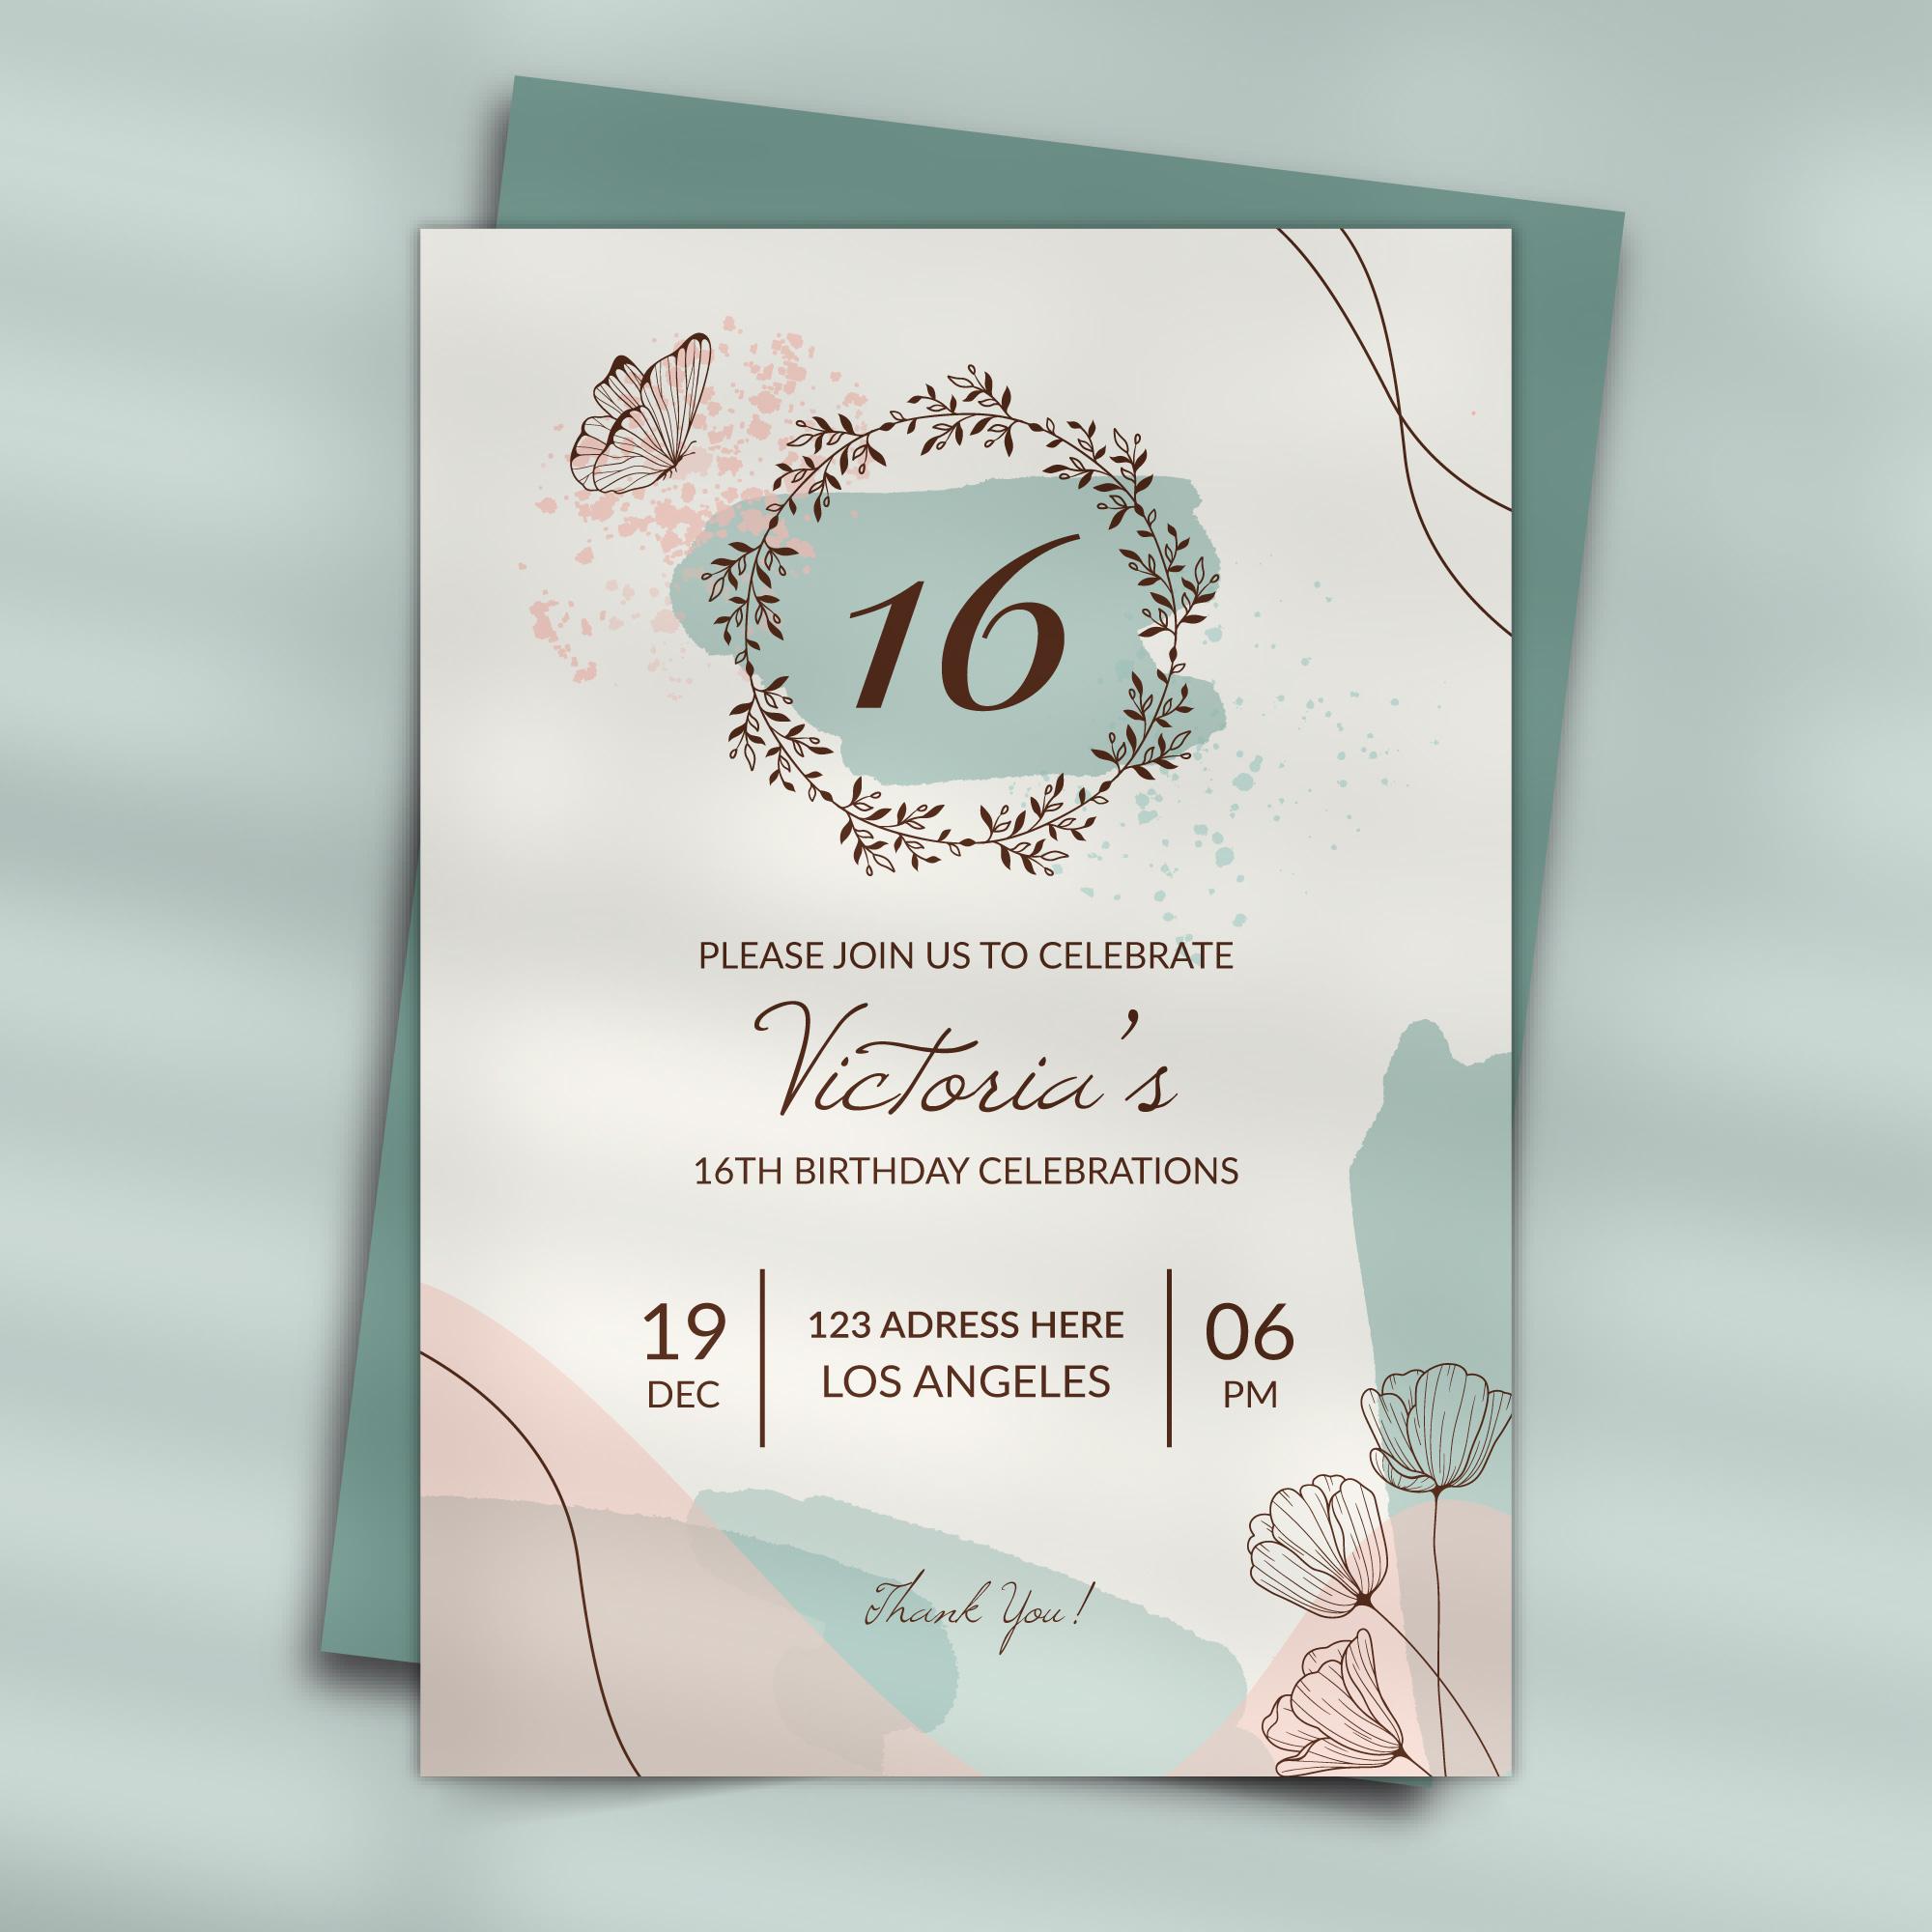 16
PLEASE JOIN US TO CELEBRATE
Victoria's
16TH BIRTHDAY CELEBRATIONS
19
DEC
123 ADRESS HERE
LOS ANGELES
06
PM
Thank You!